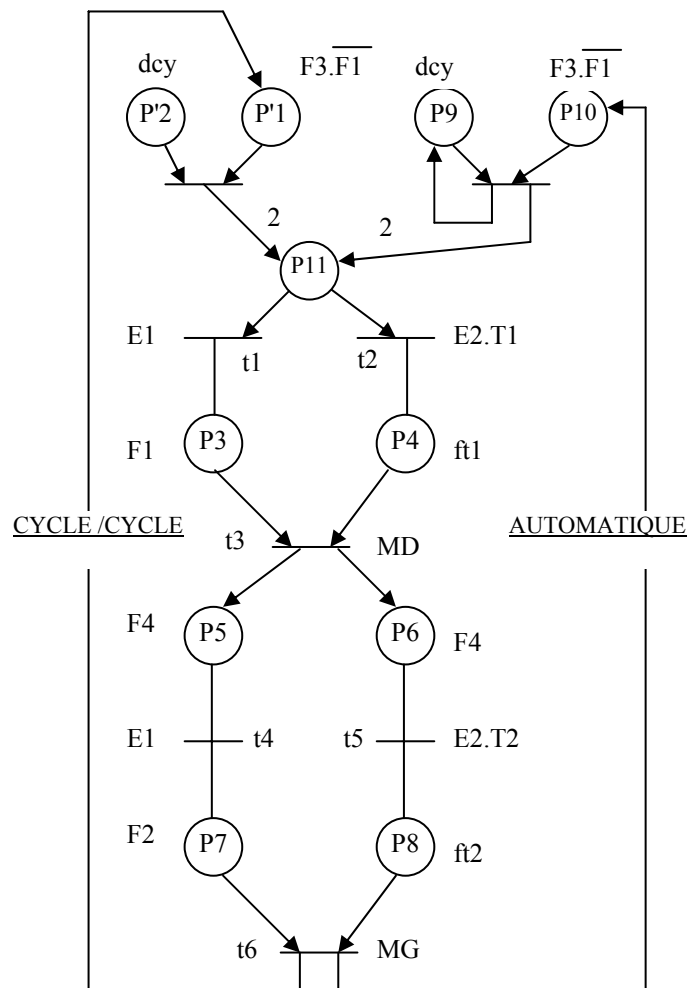 dcy F3.F̅1̅ dcy F3.F̅1̅
P'2 P'1 P9 P10
2 2
P11
E1 t1 t2 E2.T1
F1 P3 P4 ft1
CYCLE /CYCLE AUTOMATIQUE
t3 MD
F4 P5 P6 F4
E1 t4 t5 E2.T2
F2 P7 P8 ft2
t6 MG